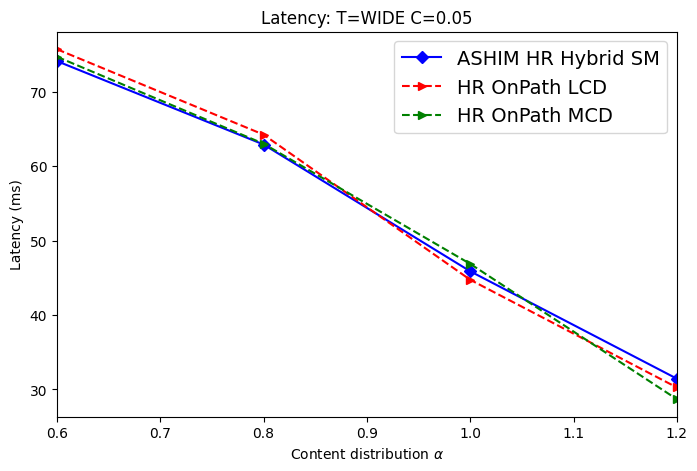 Latency: T=WIDE C=0.05
ASHIM HR Hybrid SM
HR OnPath LCD
HR OnPath MCD
Latency (ms)
70
60
50
40
30
0.6 0.7 0.8 0.9 1.0 1.1 1.2
Content distribution α